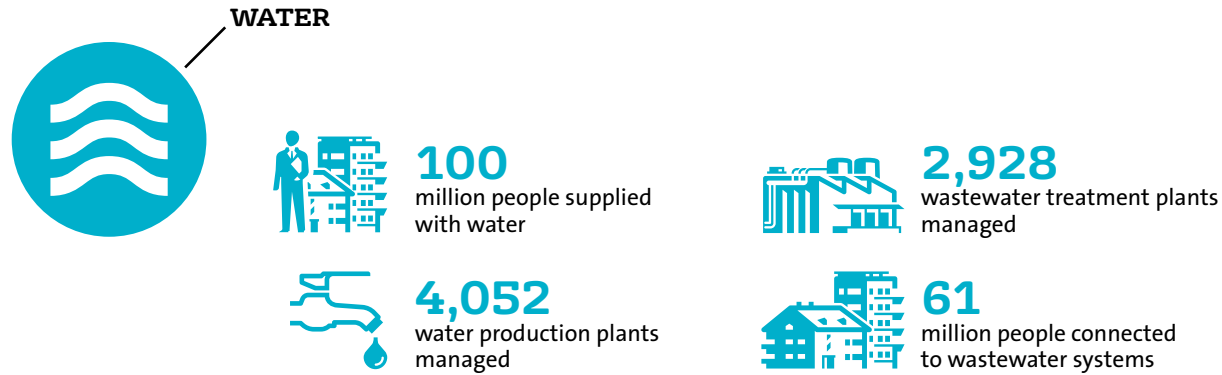 WATER
100
million people supplied
with water
2,928
wastewater treatment plants
managed
4,052
water production plants
managed
61
million people connected
to wastewater systems